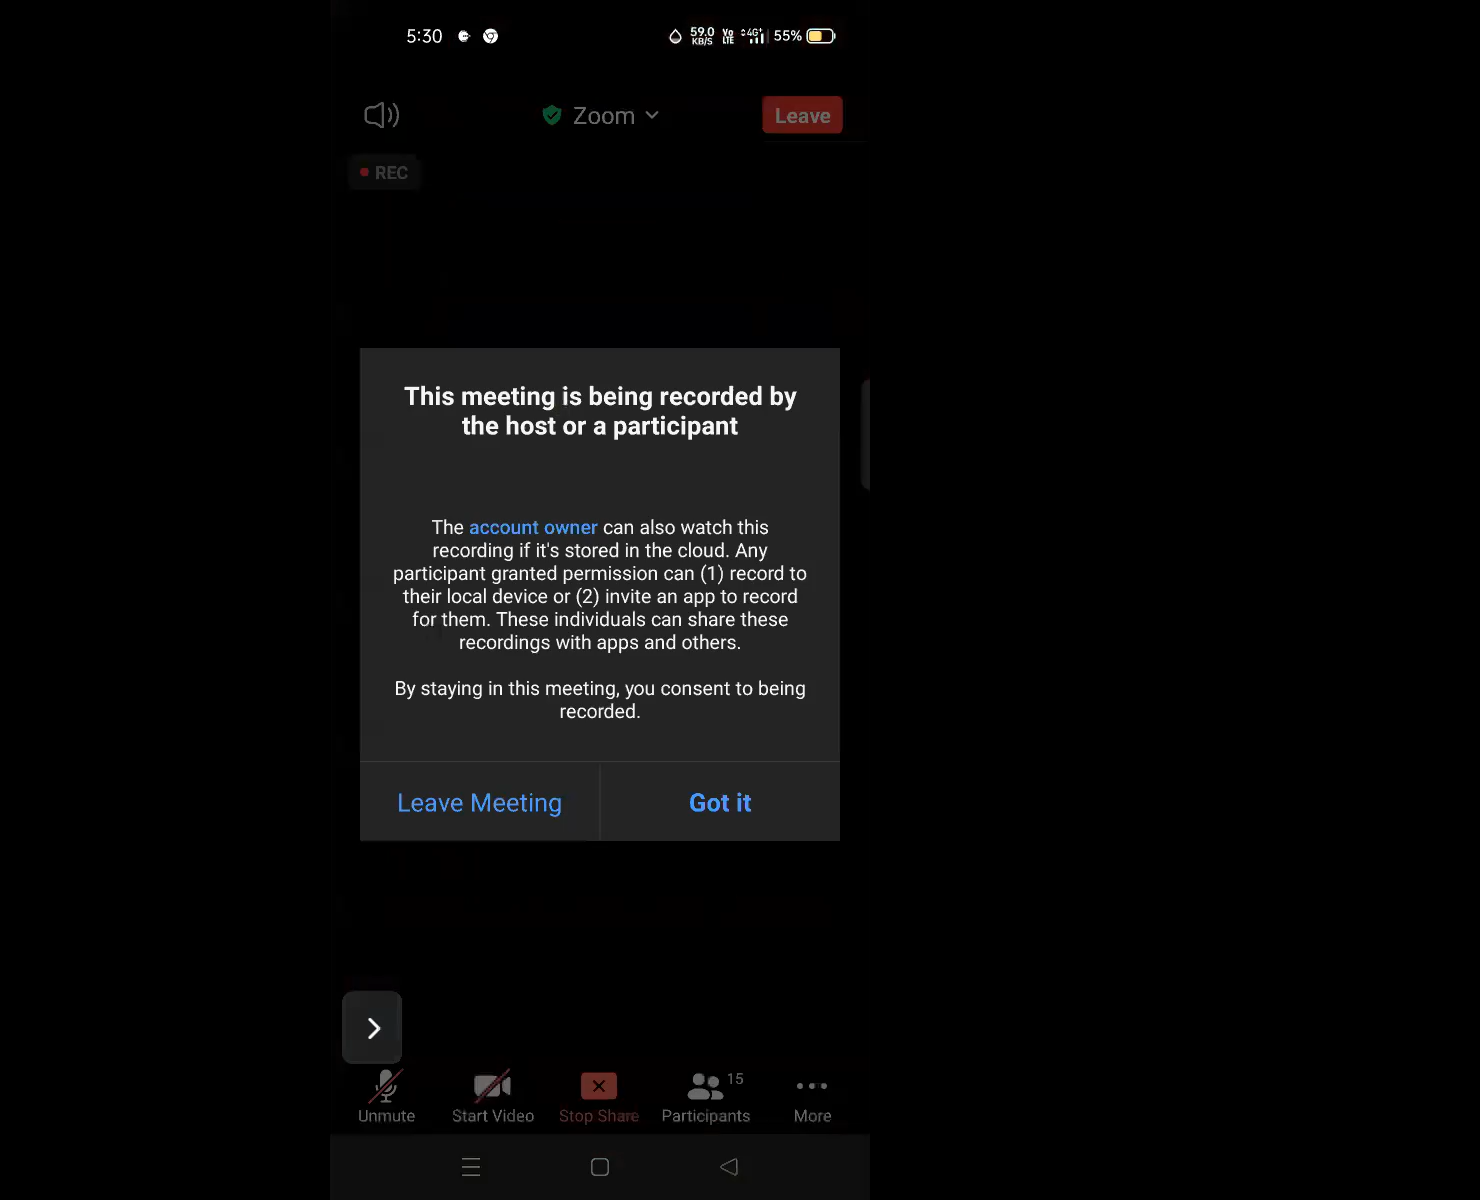 5:30 59.0 KB/S Vo LTE 4G+ 55%
Zoom Leave
REC
This meeting is being recorded by
the host or a participant
The account owner can also watch this
recording if it's stored in the cloud. Any
participant granted permission can (1) record to
their local device or (2) invite an app to record
for them. These individuals can share these
recordings with apps and others.
By staying in this meeting, you consent to being
recorded.
Leave Meeting Got it
15
Unmute Start Video Stop Share Participants More